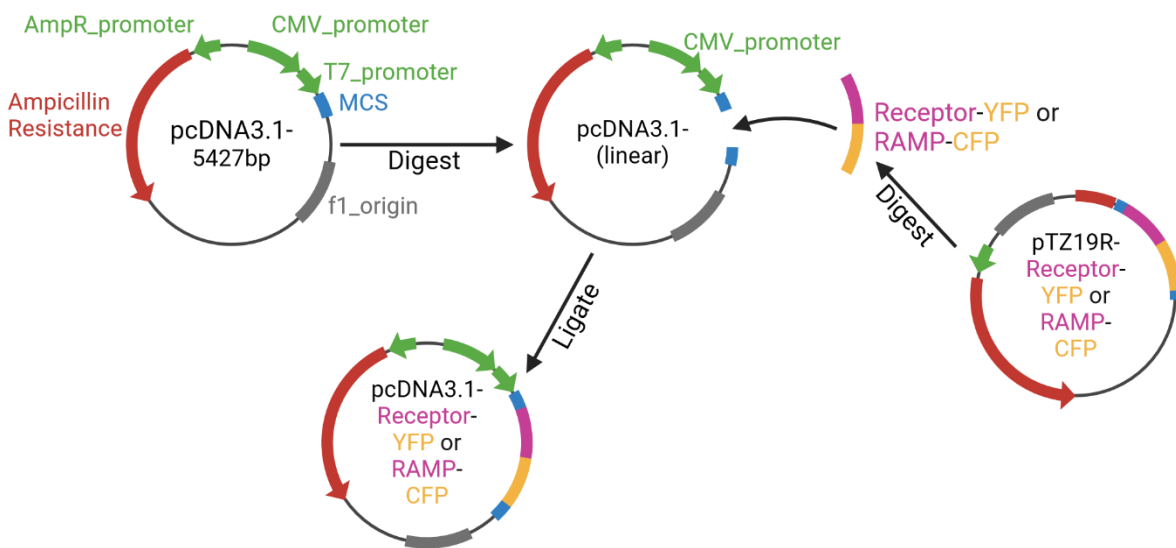 AmpR_promoter
CMV_promoter
T7_promoter
MCS
Ampicillin
Resistance
pcDNA3.1-
5427bp
f1_origin
Digest
CMV_promoter
pcDNA3.1-
(linear)
Receptor-YFP or
RAMP-CFP
Digest
pTZ19R-
Receptor-
YFP or
RAMP-
CFP
Ligate
pcDNA3.1-
Receptor-
YFP or
RAMP-
CFP